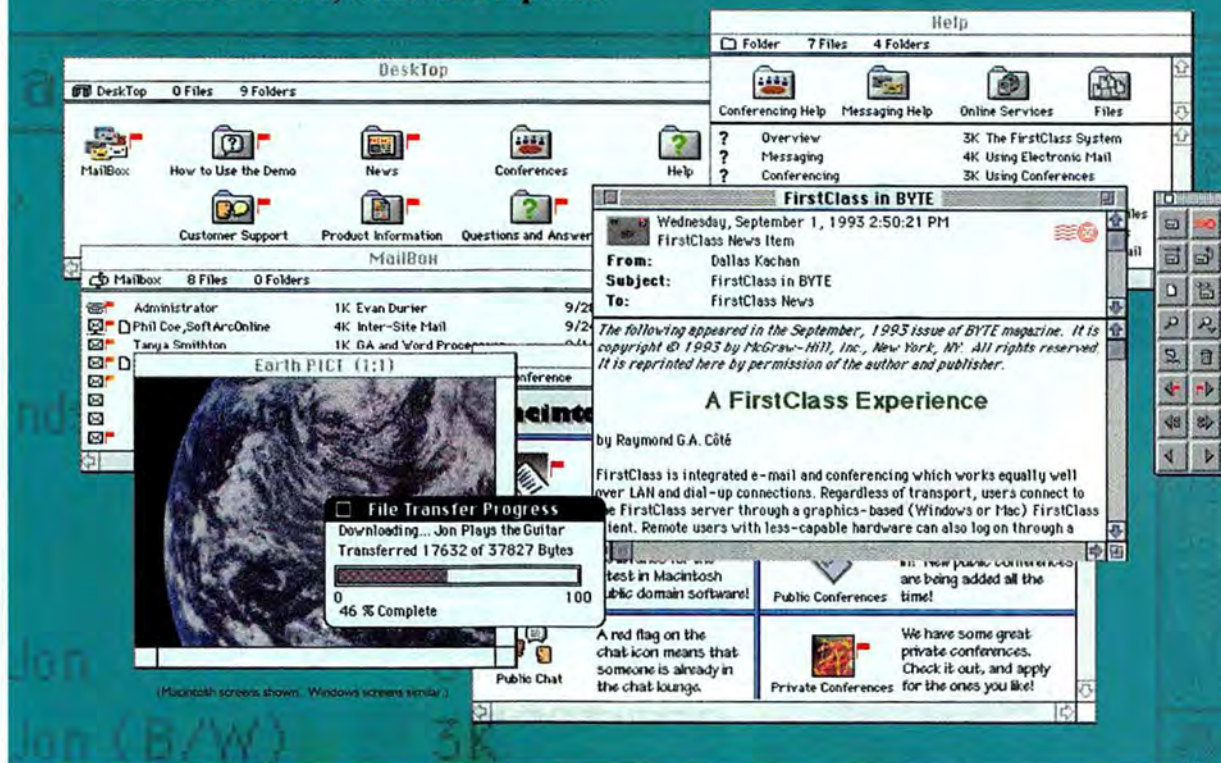 Help
Folder 7 Files 4 Folders
Conferencing Help Messaging Help Online Services Files
? Overview 3K The FirstClass System
? Messaging 4K Using Electronic Mail
? Conferencing 3K Using Conferences
DeskTop
DeskTop 0 Files 9 Folders
MailBox How to Use the Demo News Conferences Help
Customer Support Product Information Questions and Answer
MailBox
Mailbox 8 Files 0 Folders
Administrator 1K Evan Durier 9/28
Phil Coe,SoftArcOnline 4K Inter-Site Mail 9/2
Tanya Smithton 1K GA and Word
FirstClass in BYTE
Wednesday, September 1, 1993 2:50:21 PM
FirstClass News Item
From: Dallas Kachan
Subject: FirstClass in BYTE
To: FirstClass News
The following appeared in the September, 1993 issue of BYTE magazine. It is
copyright © 1993 by McGraw-Hill, Inc., New York, NY. All rights reserved.
It is reprinted here by permission of the author and publisher.
A FirstClass Experience
by Raymond G.A. Côté
FirstClass is integrated e-mail and conferencing which works equally well
over LAN and dial-up connections. Regardless of transport, users connect to
FirstClass server through a graphics-based (Windows or Mac) FirstClass
Remote users with less-capable hardware can also log on through a
Earth PICT (1:1)
File Transfer Progress
Downloading... Jon Plays the Guitar
Transferred 17632 of 37827 Bytes
0 100
46 % Complete
in Macintosh
domain software!
Public Conferences
New public conferences
are being added all the
time!
Public Chat
A red flag on the
chat icon means that
someone is already in
the chat lounge.
Private Conferences
We have some great
private conferences.
Check it out, and apply
for the ones you like!
(Macintosh screens shown. Windows screens similar.)
Jon
Jon (B/W) 3K